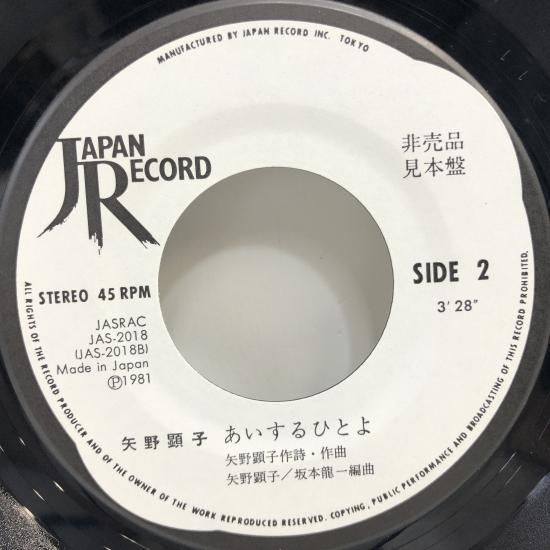 MANUFACTURED BY JAPAN RECORD INC. TOKYO
JAPAN
RECORD
非売品
見本盤
STEREO 45 RPM
SIDE 2
3′28″
JASRAC
JAS-2018
(JAS-2018B)
Made in Japan
Ⓟ1981
矢野顕子 あいするひとよ
矢野顕子作詩・作曲
矢野顕子／坂本龍一編曲
ALL RIGHTS OF THE RECORD PRODUCER AND OF THE OWNER OF THE WORK REPRODUCED RESERVED. COPYING, PUBLIC PERFORMANCE AND BROADCASTING OF THIS RECORD PROHIBITED.